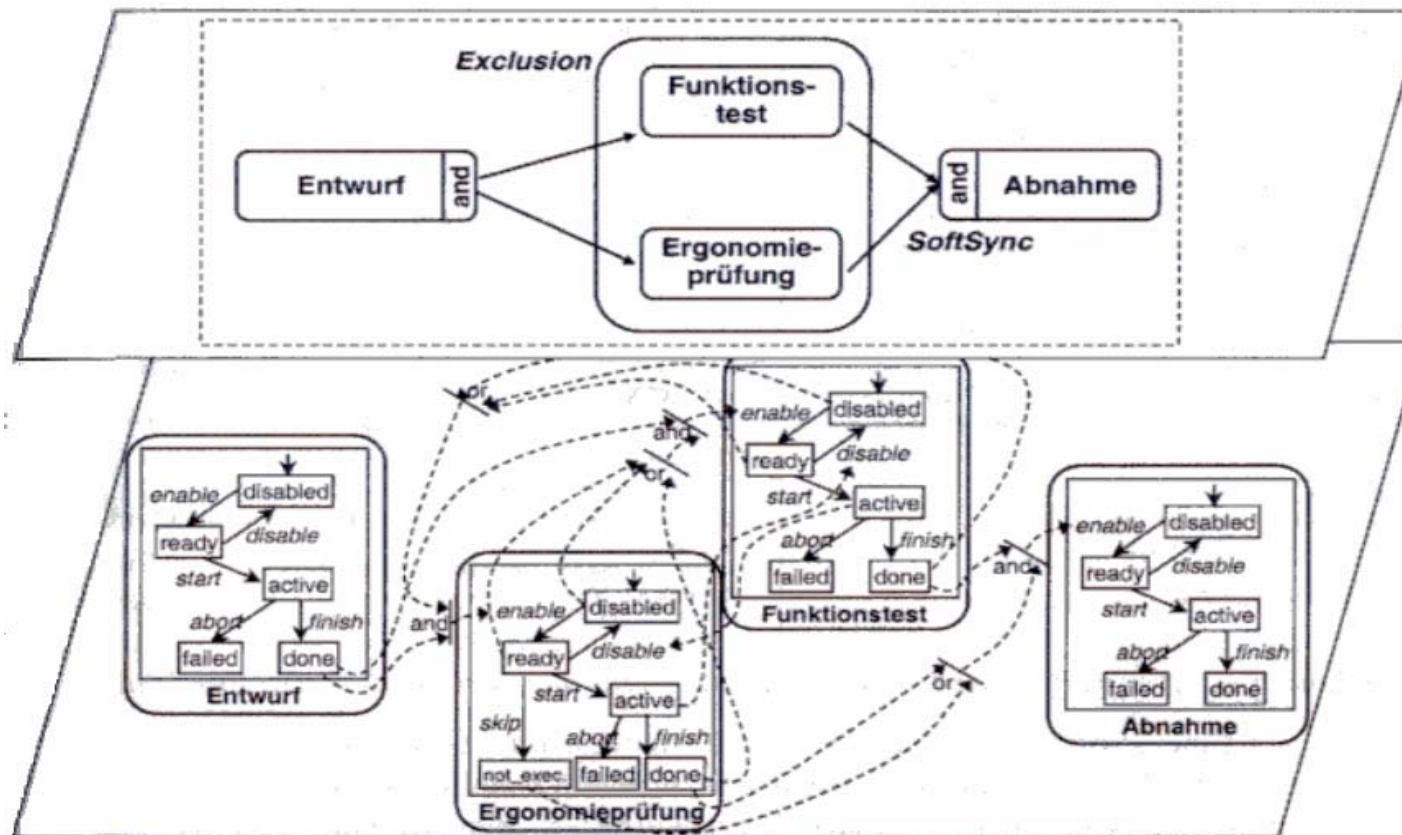 Exclusion
Funktions-
test
Entwurf
and
and
Abnahme
Ergonomie-
prüfung
SoftSync
or
and
or
enable
disabled
ready
disable
start
active
abort
finish
failed
done
Funktionstest
enable
disabled
ready
disable
start
active
abort
finish
failed
done
Entwurf
and
enable
disabled
ready
disable
start
active
skip
abort
finish
not_exec.
failed
done
Ergonomieprüfung
and
or
enable
disabled
ready
disable
start
active
abort
finish
failed
done
Abnahme